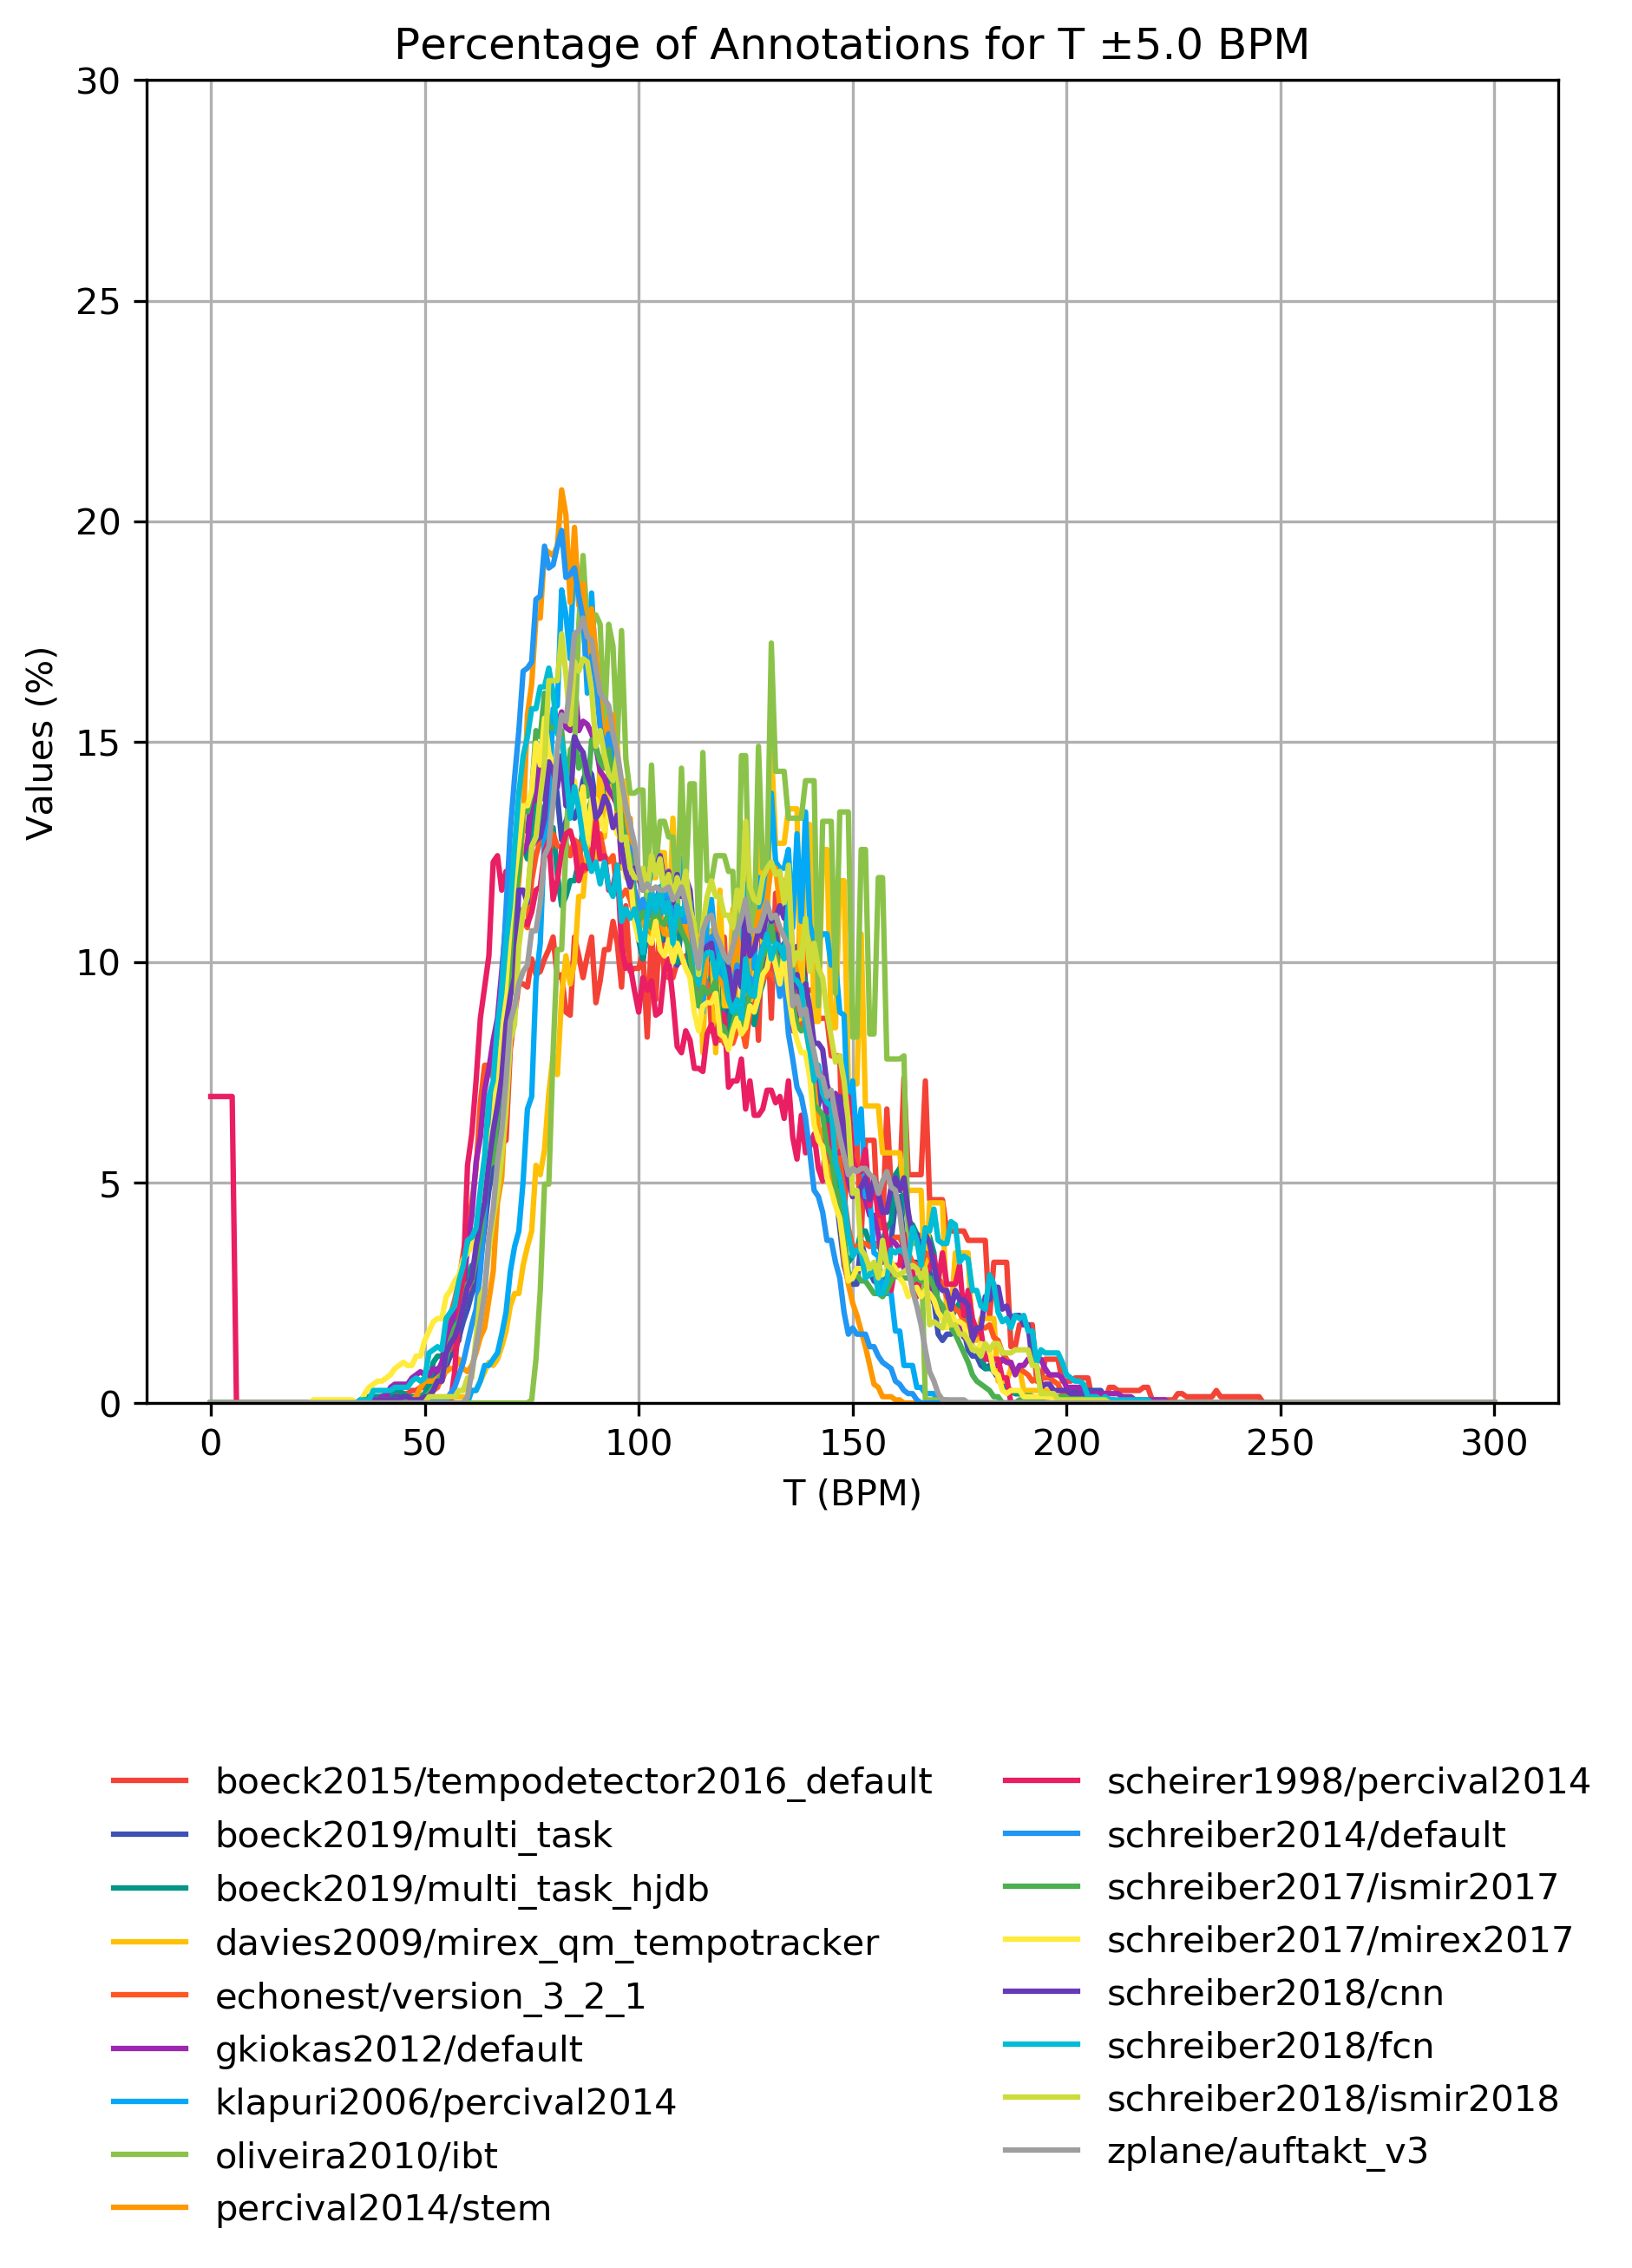 Percentage of Annotations for T ±5.0 BPM
30
25
20
15
10
5
0
Values (%)
0 50 100 150 200 250 300
T (BPM)
boeck2015/tempodetector2016_default
boeck2019/multi_task
boeck2019/multi_task_hjdb
davies2009/mirex_qm_tempotracker
echonest/version_3_2_1
gkiokas2012/default
klapuri2006/percival2014
oliveira2010/ibt
percival2014/stem
scheirer1998/percival2014
schreiber2014/default
schreiber2017/ismir2017
schreiber2017/mirex2017
schreiber2018/cnn
schreiber2018/fcn
schreiber2018/ismir2018
zplane/auftakt_v3